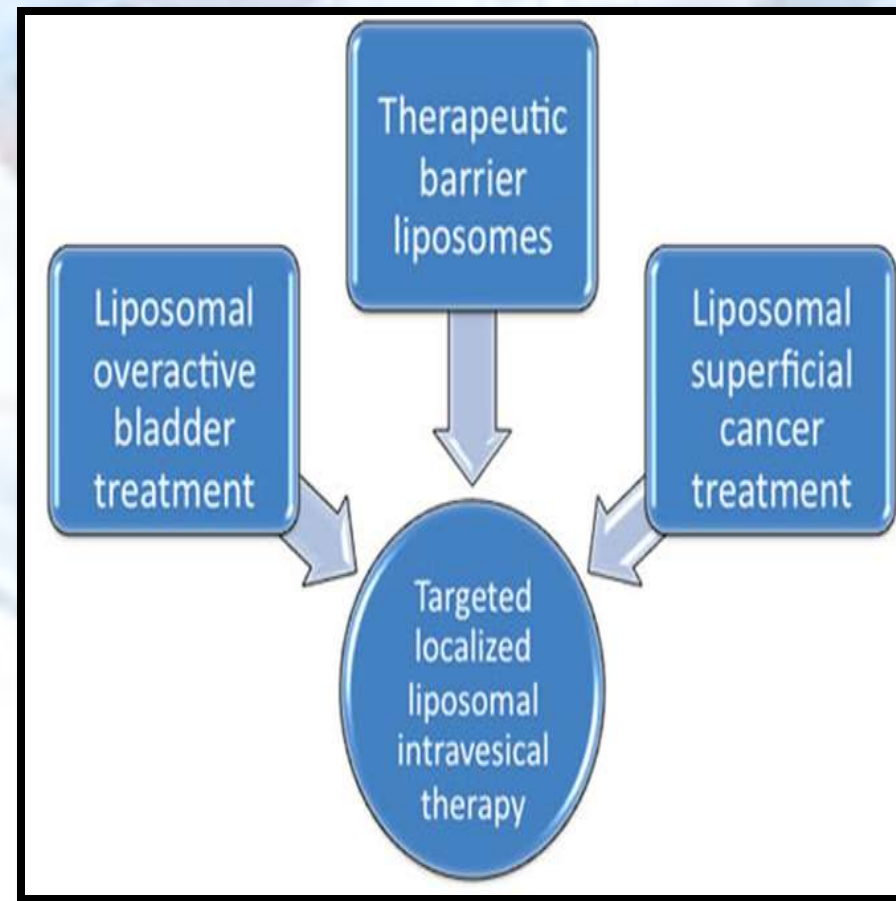 Therapeutic
barrier
liposomes
Liposomal
overactive
bladder
treatment
Liposomal
superficial
cancer
treatment
Targeted
localized
liposomal
intravesical
therapy